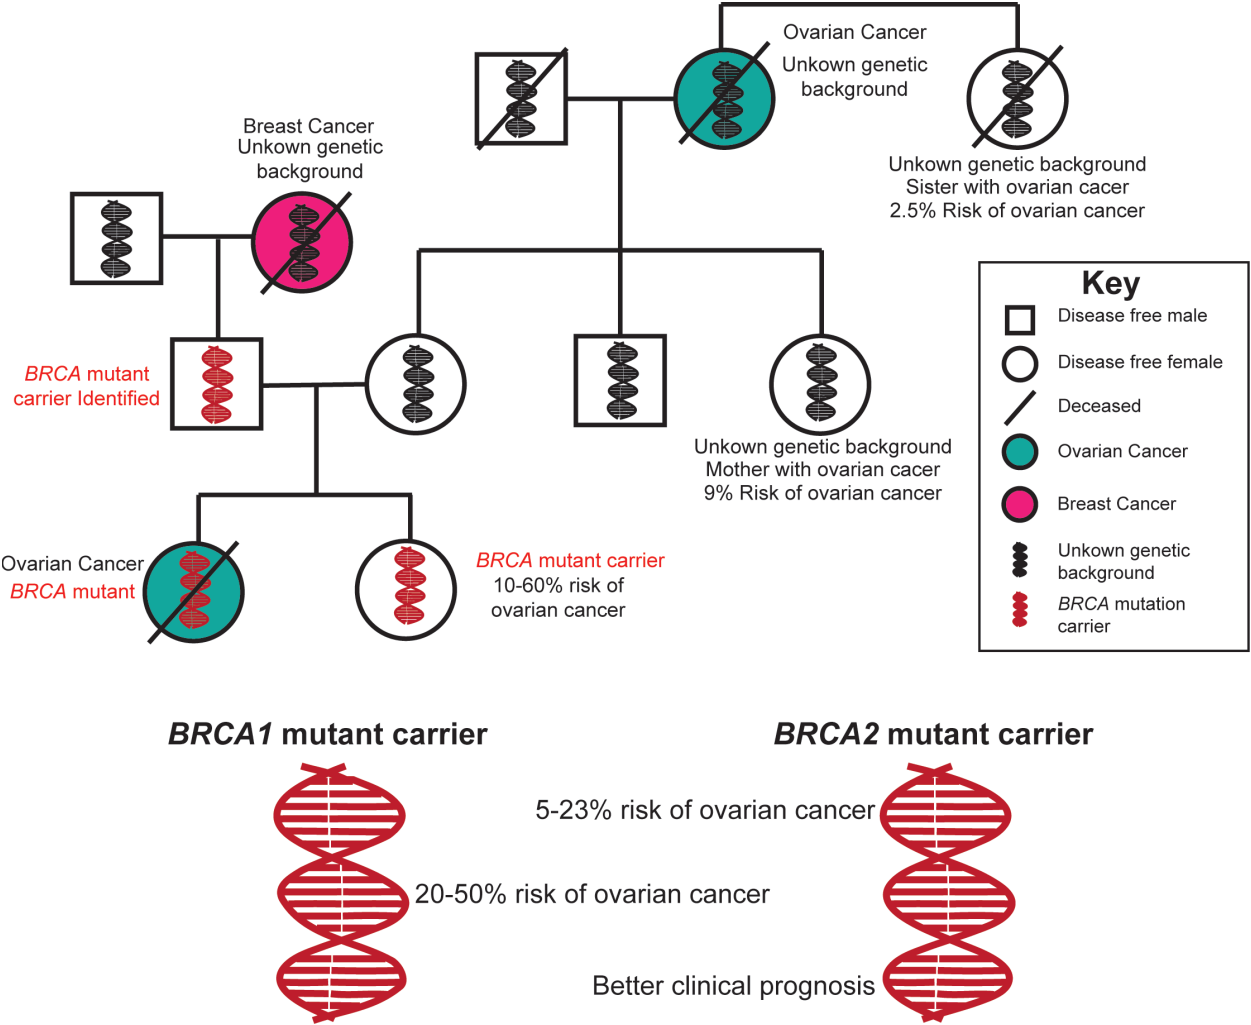 Ovarian Cancer
Unkown genetic
background
Unkown genetic background
Sister with ovarian cacer
2.5% Risk of ovarian cancer
Breast Cancer
Unkown genetic
background
BRCA mutant
carrier Identified
Unkown genetic background
Mother with ovarian cacer
9% Risk of ovarian cancer
Ovarian Cancer
BRCA mutant
BRCA mutant carrier
10-60% risk of
ovarian cancer
Key
Disease free male
Disease free female
Deceased
Ovarian Cancer
Breast Cancer
Unkown genetic
background
BRCA mutation
carrier
BRCA1 mutant carrier
20-50% risk of ovarian cancer
BRCA2 mutant carrier
5-23% risk of ovarian cancer
Better clinical prognosis